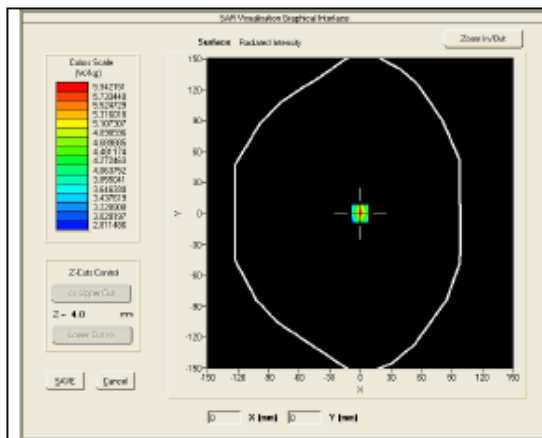 SAR Visualisation Graphical Interface
Surface Radiated Intensity
Zoom In/Out
Colors Scale
(W/kg)
5.942151
5.733440
5.524729
5.316018
5.107307
4.898596
4.689885
4.481174
4.272463
4.063752
3.855041
3.646330
3.437619
3.228908
3.020197
2.811486
Z-Cuts Control
<< Upper Cut
Z = 4.0 mm
Lower Cut >>
SAVE
Cancel
150
120
90
60
30
0
-30
-60
-90
-120
-150
Y
-150 -120 -90 -60 -30 0 30 60 90 120 150
X
0 X (mm) 0 Y (mm)